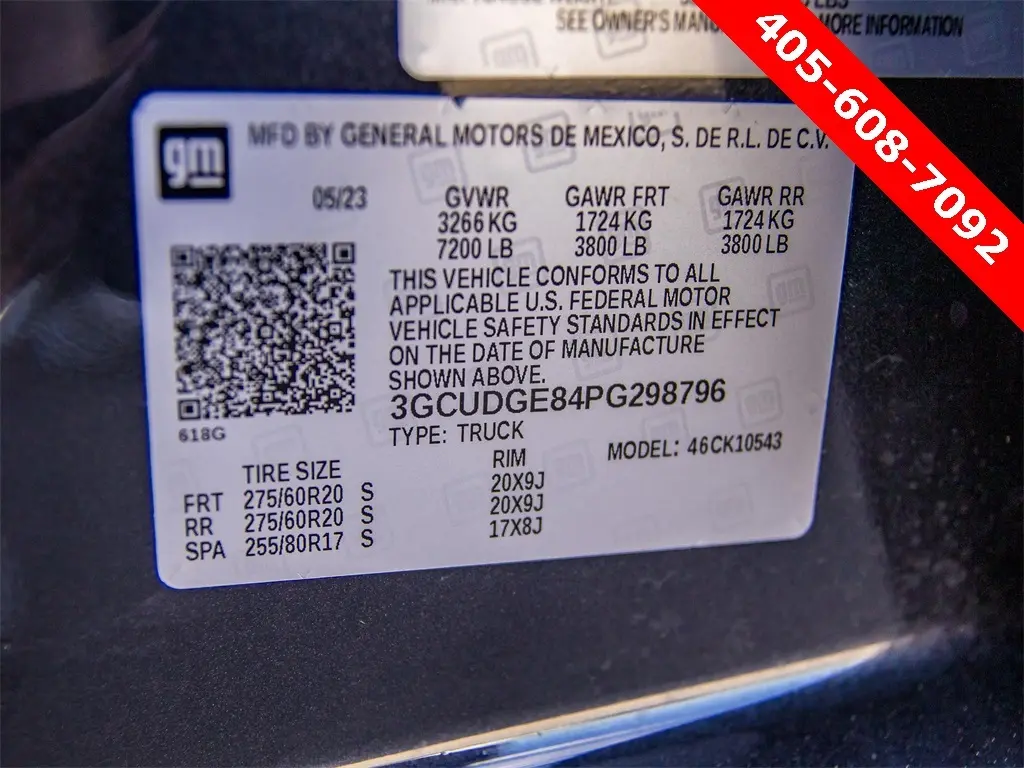 SEE OWNER'S MANU ORE INFORMATION
405-608-7092
gm
MFD BY GENERAL MOTORS DE MEXICO, S. DE R.L. DE C.V.
05/23 GVWR GAWR FRT GAWR RR
3266 KG 1724 KG 1724 KG
7200 LB 3800 LB 3800 LB
THIS VEHICLE CONFORMS TO ALL
APPLICABLE U.S. FEDERAL MOTOR
VEHICLE SAFETY STANDARDS IN EFFECT
ON THE DATE OF MANUFACTURE
SHOWN ABOVE.
3GCUDGE84PG298796
618G
TYPE: TRUCK MODEL: 46CK10543
TIRE SIZE RIM
FRT 275/60R20 S 20X9J
RR 275/60R20 S 20X9J
SPA 255/80R17 S 17X8J